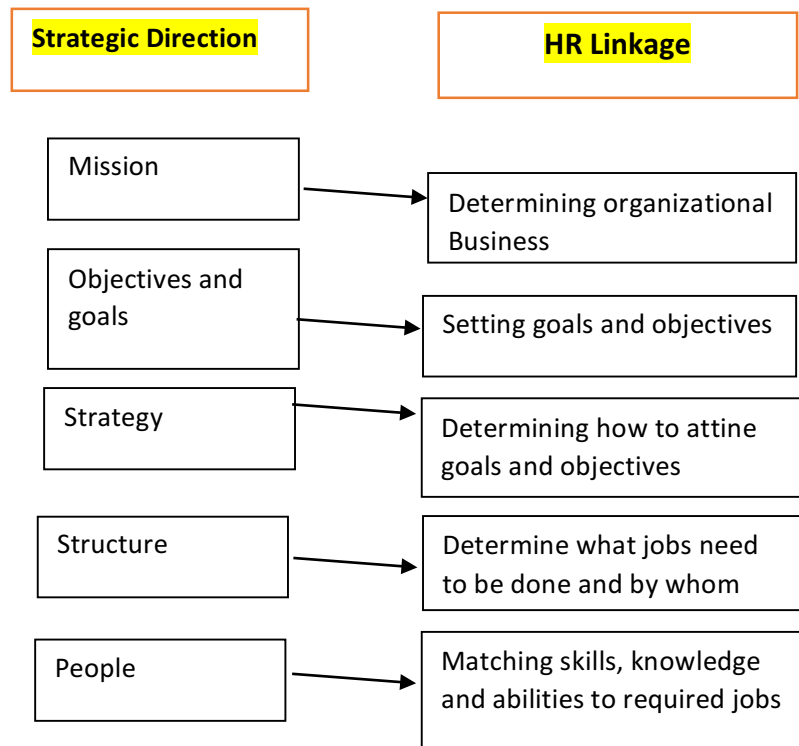 Strategic Direction
HR Linkage
Mission
Determining organizational
Business
Objectives and
goals
Setting goals and objectives
Strategy
Determining how to attine
goals and objectives
Structure
Determine what jobs need
to be done and by whom
People
Matching skills, knowledge
and abilities to required jobs